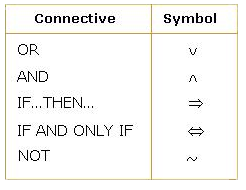 Connective Symbol
OR ∨
AND ∧
IF...THEN... ⇒
IF AND ONLY IF ⇔
NOT ~